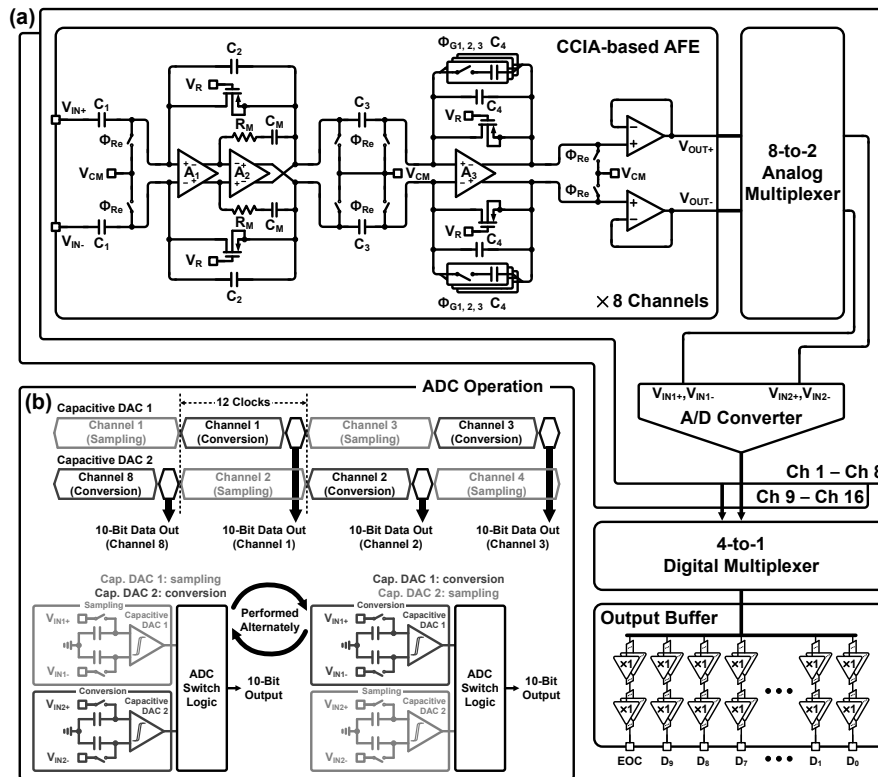 (a)
CCIA-based AFE
C2
VR
RM CM
VIN+
C1
ΦRe
VCM
ΦRe
VIN-
C1
A1
A2
RM
CM
VR
C2
C3
ΦRe
ΦRe
VCM
C3
ΦG1, 2, 3 C4
C4
VR
A3
VR
C4
ΦG1, 2, 3 C4
ΦRe
VCM
ΦRe
VOUT+
VOUT-
× 8 Channels
8-to-2
Analog
Multiplexer
VIN1+,VIN1-
VIN2+,VIN2-
A/D Converter
Ch 1 – Ch 8
Ch 9 – Ch 16
4-to-1
Digital Multiplexer
Output Buffer
×1 ×1 ×1 ×1 ×1 ×1
×1 ×1 ×1 ×1 ×1 ×1
EOC D9 D8 D7 D1 D0
(b)
ADC Operation
12 Clocks
Capacitive DAC 1
Channel 1
(Sampling)
Channel 1
(Conversion)
Channel 3
(Sampling)
Channel 3
(Conversion)
Capacitive DAC 2
Channel 8
(Conversion)
Channel 2
(Sampling)
Channel 2
(Conversion)
Channel 4
(Sampling)
10-Bit Data Out
(Channel 8)
10-Bit Data Out
(Channel 1)
10-Bit Data Out
(Channel 2)
10-Bit Data Out
(Channel 3)
Cap. DAC 1: sampling
Cap. DAC 2: conversion
Sampling
VIN1+
VIN1-
Capacitive
DAC 1
Conversion
VIN2+
VIN2-
Capacitive
DAC 2
ADC
Switch
Logic
10-Bit
Output
Performed
Alternately
Cap. DAC 1: conversion
Cap. DAC 2: sampling
Conversion
VIN1+
VIN1-
Capacitive
DAC 1
Sampling
VIN2+
VIN2-
Capacitive
DAC 2
ADC
Switch
Logic
10-Bit
Output